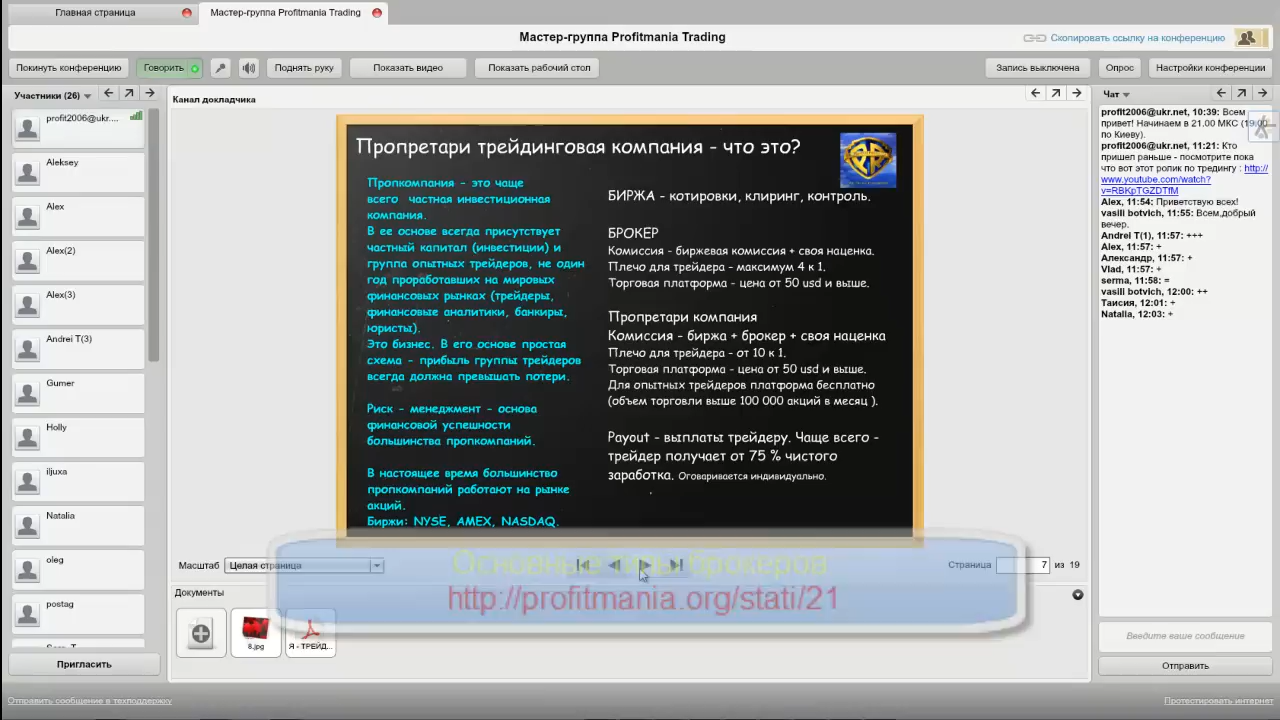 Главная страница
Мастер-группа Profitmania Trading
Мастер-группа Profitmania Trading
Скопировать ссылку на конференцию
Покинуть конференцию
Говорить
Поднять руку
Показать видео
Показать рабочий стол
Запись выключена
Опрос
Настройки конференции
Участники (26)
profit2006@ukr....
Aleksey
Alex
Alex(2)
Alex(3)
Andrei T(3)
Gumer
Holly
iljuxa
Natalia
oleg
postag
Пригласить
Канал докладчика
Пропретари трейдинговая компания - что это?
Пропкомпания - это чаще
всего частная инвестиционная
компания.
В ее основе всегда присутствует
частный капитал (инвестиции) и
группа опытных трейдеров, не один
год проработавших на мировых
финансовых рынках (трейдеры,
финансовые аналитики, банкиры,
юристы).
Это бизнес. В его основе простая
схема - прибыль группы трейдеров
всегда должна превышать потери.
Риск - менеджмент - основа
финансовой успешности
большинства пропкомпаний.
В настоящее время большинство
пропкомпаний работают на рынке
акций.
Биржи: NYSE, AMEX, NASDAQ.
БИРЖА - котировки, клиринг, контроль.
БРОКЕР
Комиссия - биржевая комиссия + своя наценка.
Плечо для трейдера - максимум 4 к 1.
Торговая платформа - цена от 50 usd и выше.
Пропретари компания
Комиссия - биржа + брокер + своя наценка
Плечо для трейдера - от 10 к 1.
Торговая платформа - цена от 50 usd и выше.
Для опытных трейдеров платформа бесплатно
(объем торговли выше 100 000 акций в месяц ).
Payout - выплаты трейдеру. Чаще всего -
трейдер получает от 75 % чистого
заработка. Оговаривается индивидуально.
Основные типы брокеров
http://profitmania.org/stati/21
Масштаб
Целая страница
Страница
7
из 19
Документы
8.jpg
Я - ТРЕЙД...
Чат
profit2006@ukr.net, 10:39: Всем
привет! Начинаем в 21.00 МКС (19.00
по Киеву).
profit2006@ukr.net, 11:21: Кто
пришел раньше - посмотрите пока
что вот этот ролик по тредингу : http://
www.youtube.com/watch?
v=RBKpTGZDTfM
Alex, 11:54: Приветствую всех!
vasili botvich, 11:55: Всем,добрый
вечер.
Andrei T(1), 11:57: +++
Alex, 11:57: +
Александр, 11:57: +
Vlad, 11:57: +
serma, 11:58: =
vasili botvich, 12:00: ++
Таисия, 12:01: +
Natalia, 12:03: +
Введите ваше сообщение
Отправить
Отправить сообщение в техподдержку
Протестировать интернет